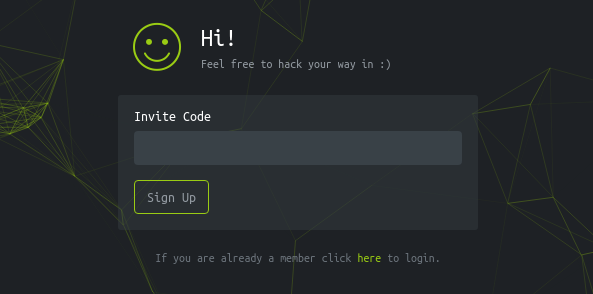 Hi!
Feel free to hack your way in :)
Invite Code
Sign Up
If you are already a member click here to login.